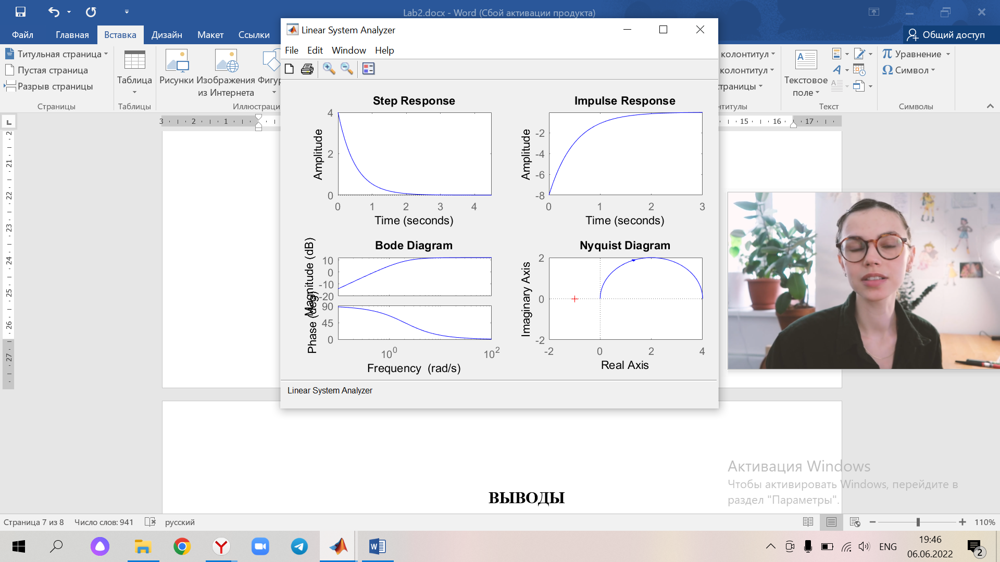 Lab2.docx - Word (Сбой активации продукта)
Файл Главная Вставка Дизайн Макет Ссылки
Общий доступ
Титульная страница
Пустая страница
Разрыв страницы
Страницы
Таблица
Таблицы
Рисунки
Изображения из Интернета
Иллюстраци
колонтитул
колонтитул
Текстовое поле
Текст
Уравнение
Символ
Символы
3 2 1
15 16 17
21
22
23
24
25
26
27
Linear System Analyzer
File Edit Window Help
Step Response
Amplitude
4
2
0
0 1 2 3 4
Time (seconds)
Impulse Response
Amplitude
-2
-4
-6
-8
0 1 2 3
Time (seconds)
Bode Diagram
Magnitude (dB)
10
0
-10
-20
Phase (deg)
90
45
0
10^0 10^2
Frequency (rad/s)
Nyquist Diagram
Imaginary Axis
2
0
-2
-2 0 2 4
Real Axis
Linear System Analyzer
ВЫВОДЫ
Активация Windows
Чтобы активировать Windows, перейдите в
раздел "Параметры".
Страница 7 из 8 Число слов: 941 русский
110%
ENG
19:46
06.06.2022
2